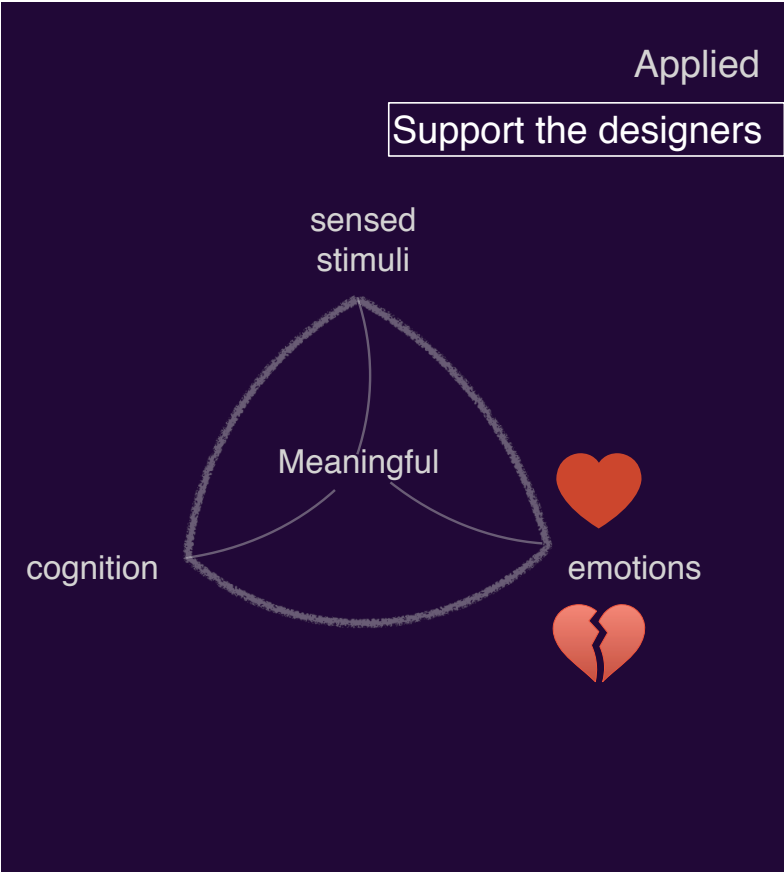 Applied
Support the designers
sensed
stimuli
Meaningful
cognition
emotions